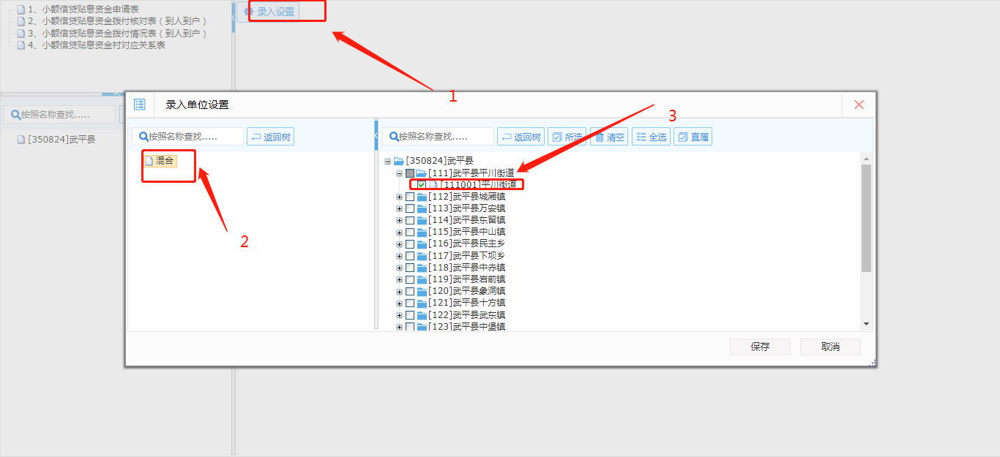 1、小额信贷贴息资金申请表
2、小额信贷贴息资金拨付核对表（到人到户）
3、小额信贷贴息资金拨付情况表（到人到户）
4、小额信贷贴息资金村对应关系表
录入设置
1
按照名称查找.....
[350824]武平县
录入单位设置
按照名称查找.....
返回树
混合
2
3
按照名称查找.....
返回树
所选
清空
全选
直属
[350824]武平县
[111]武平县平川街道
[111001]平川街道
[112]武平县城厢镇
[113]武平县万安镇
[114]武平县东留镇
[115]武平县中山镇
[116]武平县民主乡
[117]武平县下坝乡
[118]武平县中赤镇
[119]武平县岩前镇
[120]武平县象洞镇
[121]武平县十方镇
[122]武平县武东镇
[123]武平县中堡镇
保存
取消